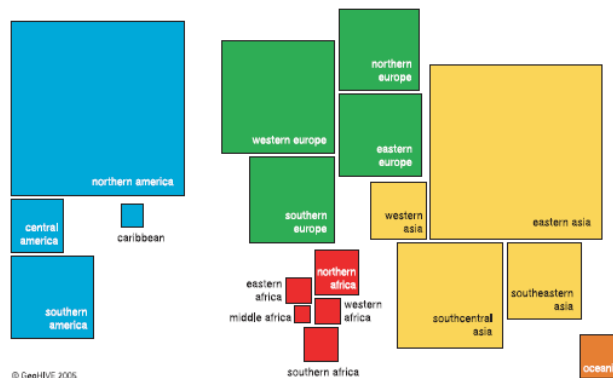 northern america
central
america
caribbean
southern
america
northern
europe
western europe
eastern
europe
southern
europe
western
asia
eastern asia
southcentral
asia
southeastern
asia
northern
africa
eastern
africa
middle africa
western
africa
southern africa
oceani
© GeoHIVE 2005